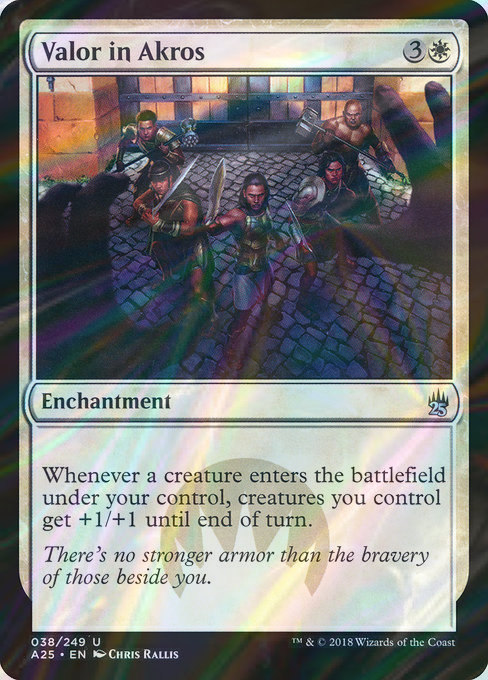 Valor in Akros 3
Enchantment
25
Whenever a creature enters the battlefield
under your control, creatures you control
get +1/+1 until end of turn.
There's no stronger armor than the bravery
of those beside you.
038/249 U
™ & © 2018 Wizards of the Coast
A25 • EN Chris Rallis